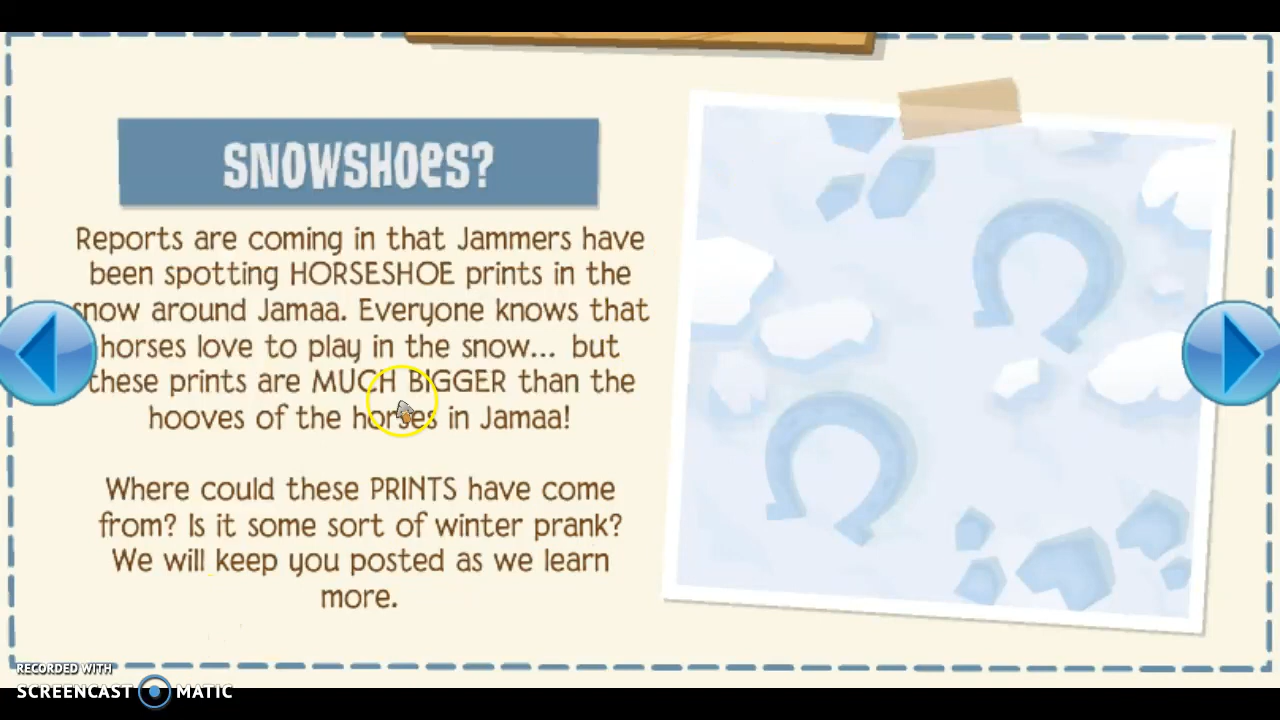 SNOWSHOES?
Reports are coming in that Jammers have
been spotting HORSESHOE prints in the
snow around Jamaa. Everyone knows that
horses love to play in the snow... but
these prints are MUCH BIGGER than the
hooves of the horses in Jamaa!
Where could these PRINTS have come
from? Is it some sort of winter prank?
We will keep you posted as we learn
more.
RECORDED WITH
SCREENCAST MATIC